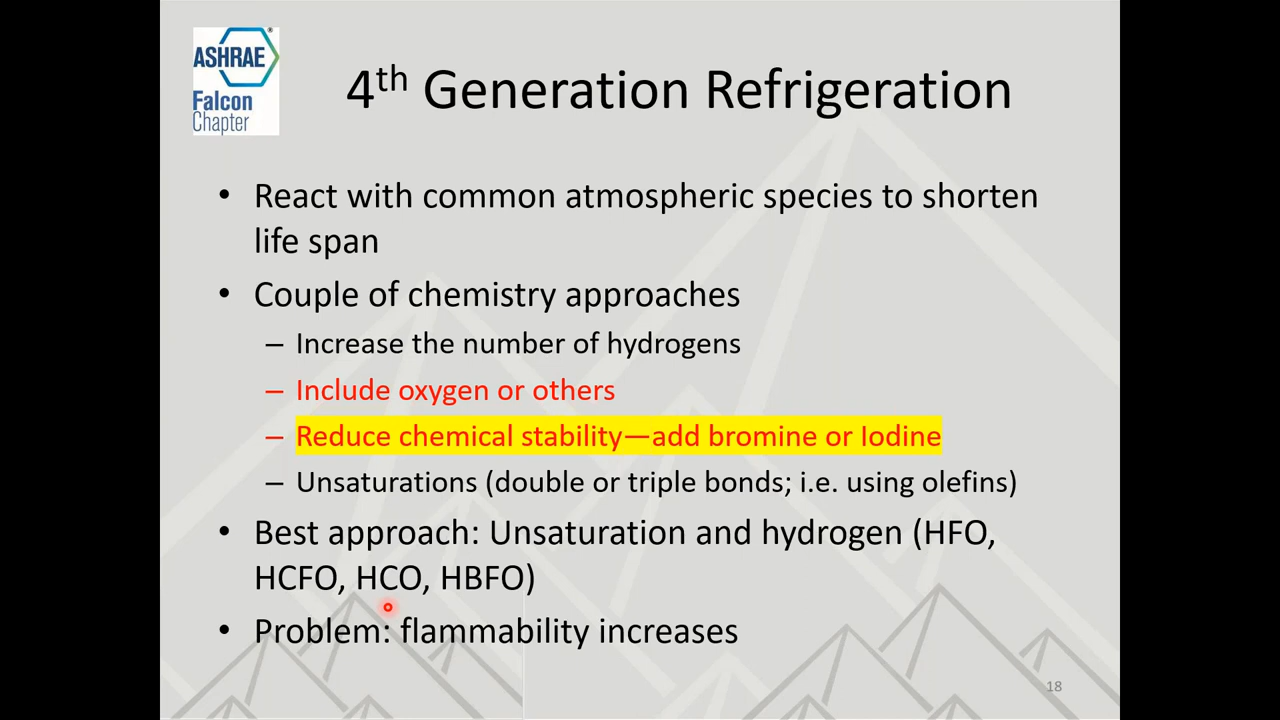 ASHRAE®
Falcon
Chapter
4th Generation Refrigeration
• React with common atmospheric species to shorten
life span
• Couple of chemistry approaches
– Increase the number of hydrogens
– Include oxygen or others
– Reduce chemical stability—add bromine or Iodine
– Unsaturations (double or triple bonds; i.e. using olefins)
• Best approach: Unsaturation and hydrogen (HFO,
HCFO, HCO, HBFO)
• Problem: flammability increases
18